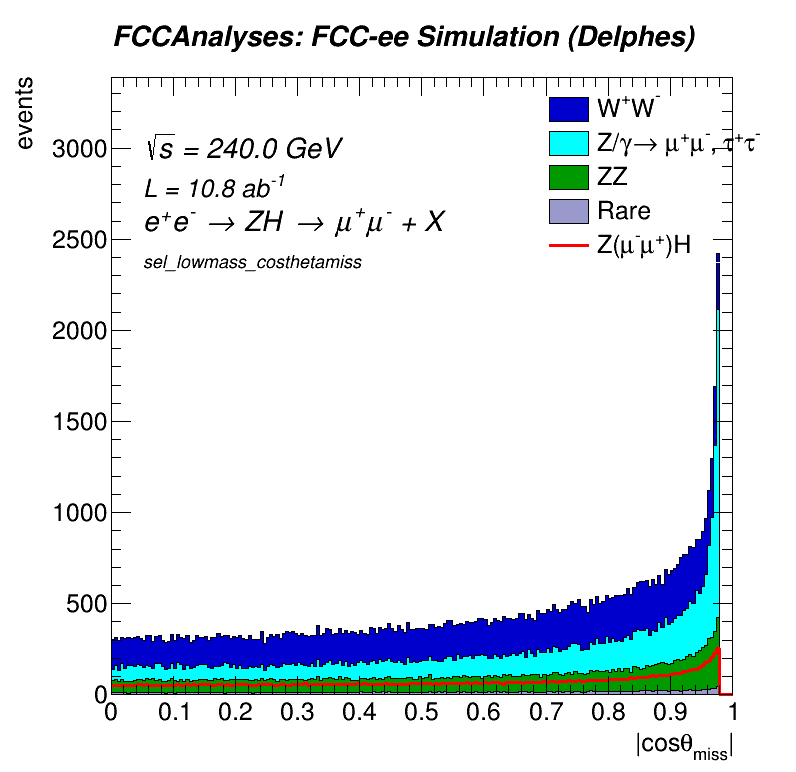 FCCAnalyses: FCC-ee Simulation (Delphes)
events
√s = 240.0 GeV
L = 10.8 ab⁻¹
e⁺e⁻ → ZH → μ⁺μ⁻ + X
sel_lowmass_costhetamiss
W⁺W⁻
Z/γ→ μ⁺μ⁻, τ⁺τ⁻
ZZ
Rare
Z(μ⁻μ⁺)H
3000
2500
2000
1500
1000
500
0
0 0.1 0.2 0.3 0.4 0.5 0.6 0.7 0.8 0.9 1
|cosθ_miss|